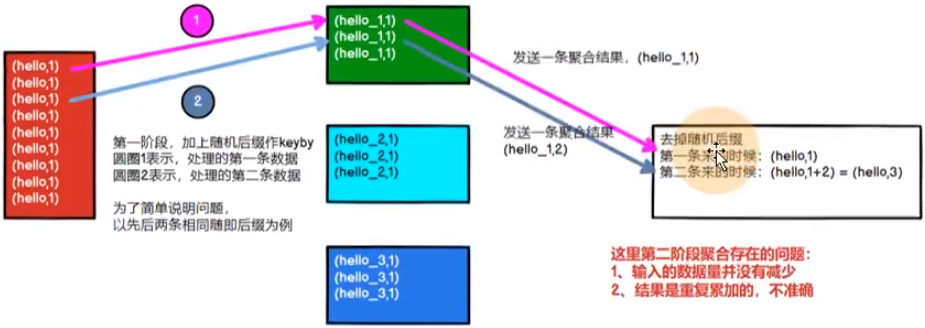 1
(hello_1,1)
(hello_1,1)
(hello_1,1)
(hello,1)
(hello,1)
(hello,1)
(hello,1)
(hello,1)
(hello,1)
(hello,1)
(hello,1)
(hello,1)
2
发送一条聚合结果，(hello_1,1)
第一阶段，加上随机后缀作keyby
圆圈1表示，处理的第一条数据
圆圈2表示，处理的第二条数据
为了简单说明问题，
以先后两条相同随即后缀为例
(hello_2,1)
(hello_2,1)
(hello_2,1)
发送一条聚合结果
(hello_1,2)
去掉随机后缀
第一条来的时候：(hello,1)
第二条来的时候：(hello,1+2) = (hello,3)
(hello_3,1)
(hello_3,1)
(hello_3,1)
这里第二阶段聚合存在的问题：
1、输入的数据量并没有减少
2、结果是重复累加的，不准确